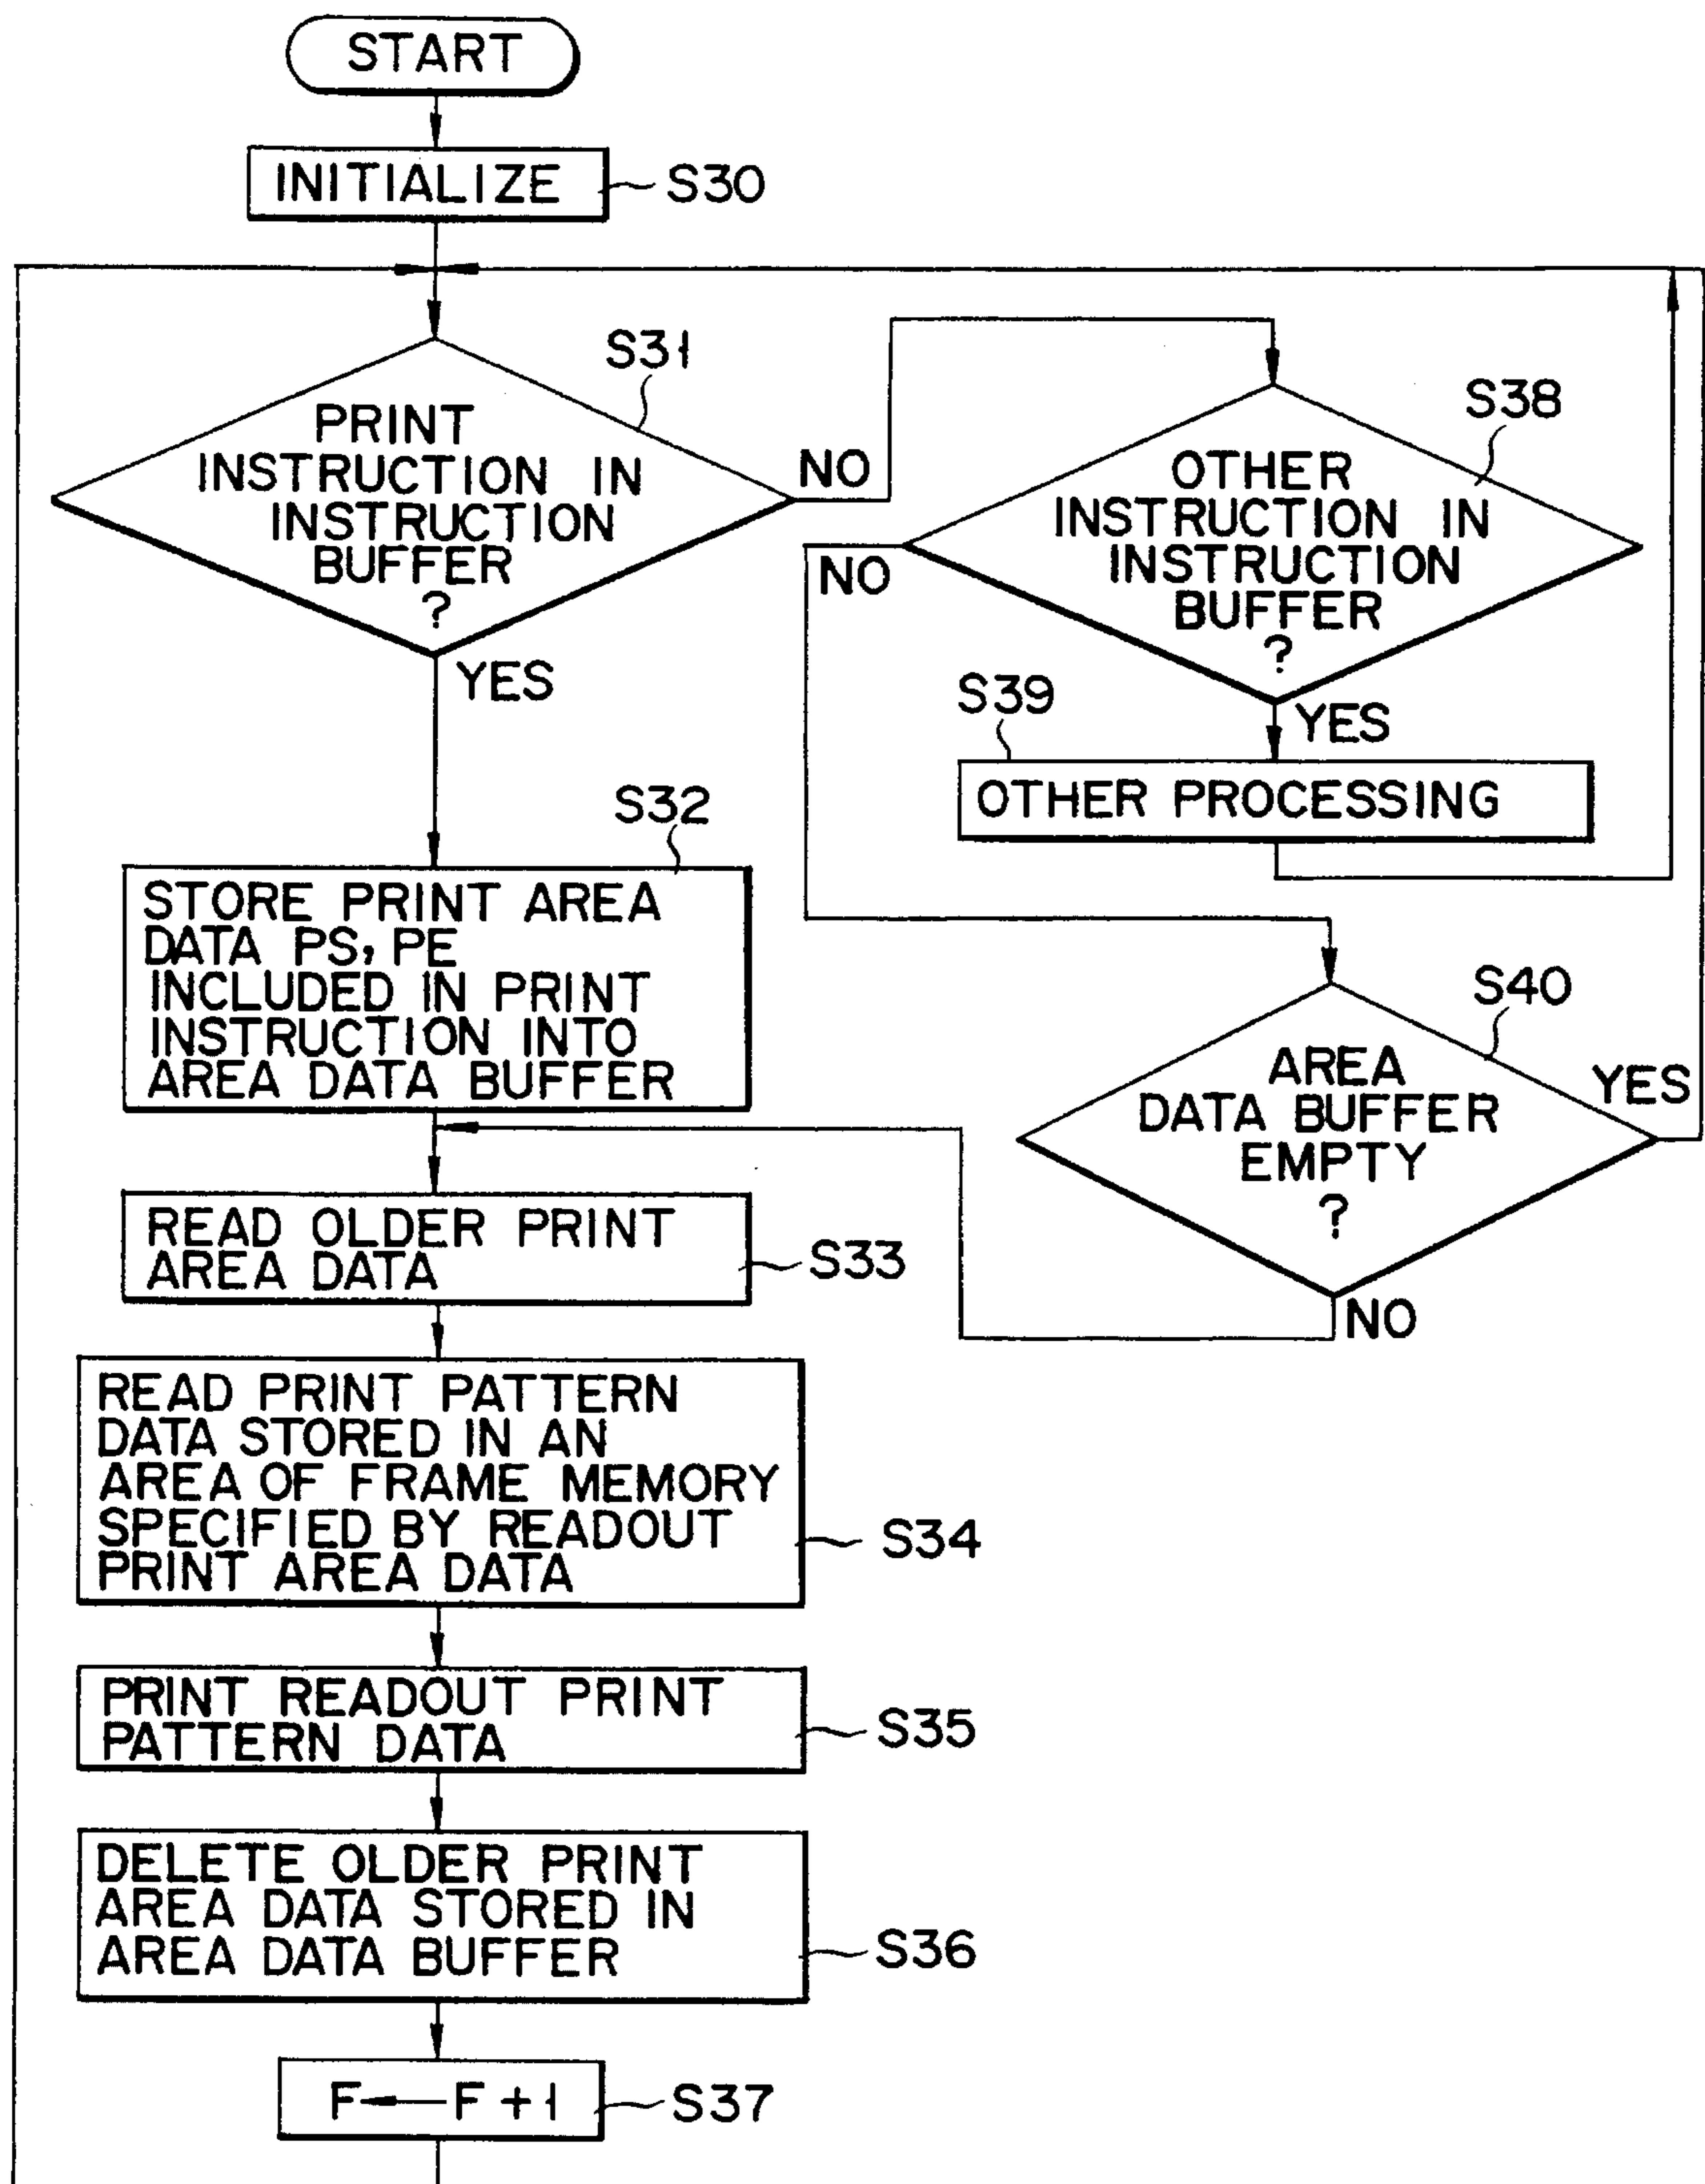 START
INITIALIZE
S30
S31
PRINT
INSTRUCTION IN
INSTRUCTION
BUFFER
?
NO
YES
S38
OTHER
INSTRUCTION IN
INSTRUCTION
BUFFER
?
NO
YES
S39
OTHER PROCESSING
S32
STORE PRINT AREA
DATA PS, PE
INCLUDED IN PRINT
INSTRUCTION INTO
AREA DATA BUFFER
S40
AREA
DATA BUFFER
EMPTY
?
YES
NO
READ OLDER PRINT
AREA DATA
S33
READ PRINT PATTERN
DATA STORED IN AN
AREA OF FRAME MEMORY
SPECIFIED BY READOUT
PRINT AREA DATA
S34
PRINT READOUT PRINT
PATTERN DATA
S35
DELETE OLDER PRINT
AREA DATA STORED IN
AREA DATA BUFFER
S36
F ← F + 1
S37